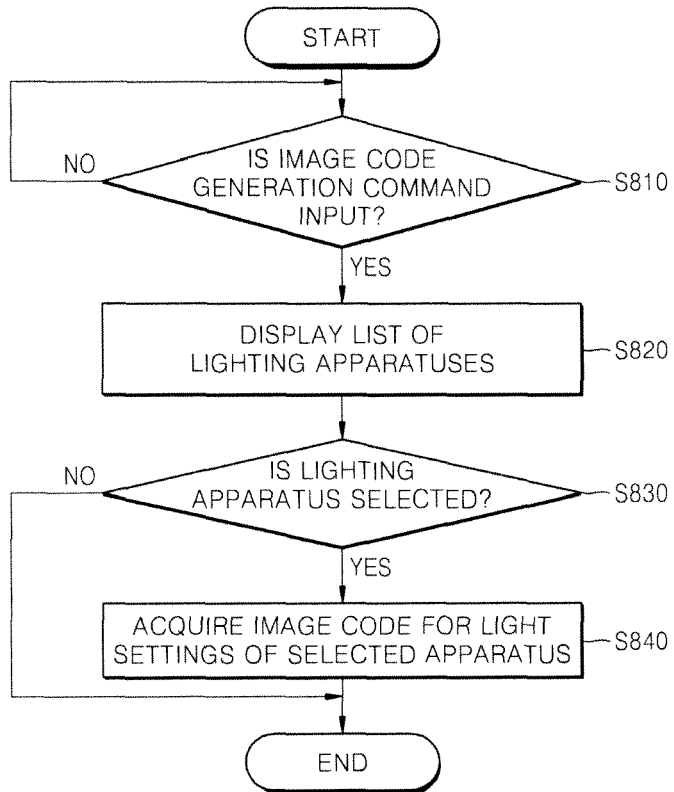 START
NO
IS IMAGE CODE
GENERATION COMMAND
INPUT?
S810
YES
DISPLAY LIST OF
LIGHTING APPARATUSES
S820
NO
IS LIGHTING
APPARATUS SELECTED?
S830
YES
ACQUIRE IMAGE CODE FOR LIGHT
SETTINGS OF SELECTED APPARATUS
S840
END